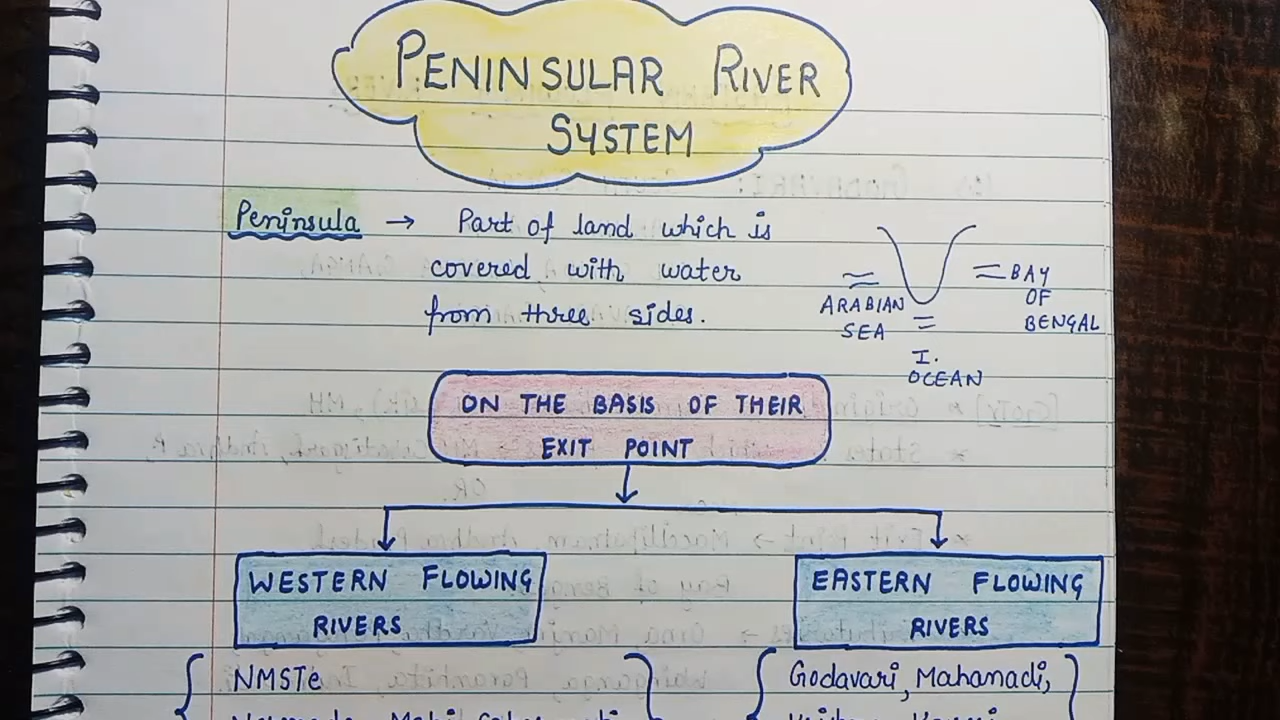 PENINSULAR RIVER
SYSTEM
Peninsula → Part of land which is
covered with water
from three sides.
ARABIAN
SEA
BAY
OF
BENGAL
I.
OCEAN
ON THE BASIS OF THEIR
EXIT POINT
WESTERN FLOWING
RIVERS
EASTERN FLOWING
RIVERS
NMSTe
Godavari, Mahanadi,